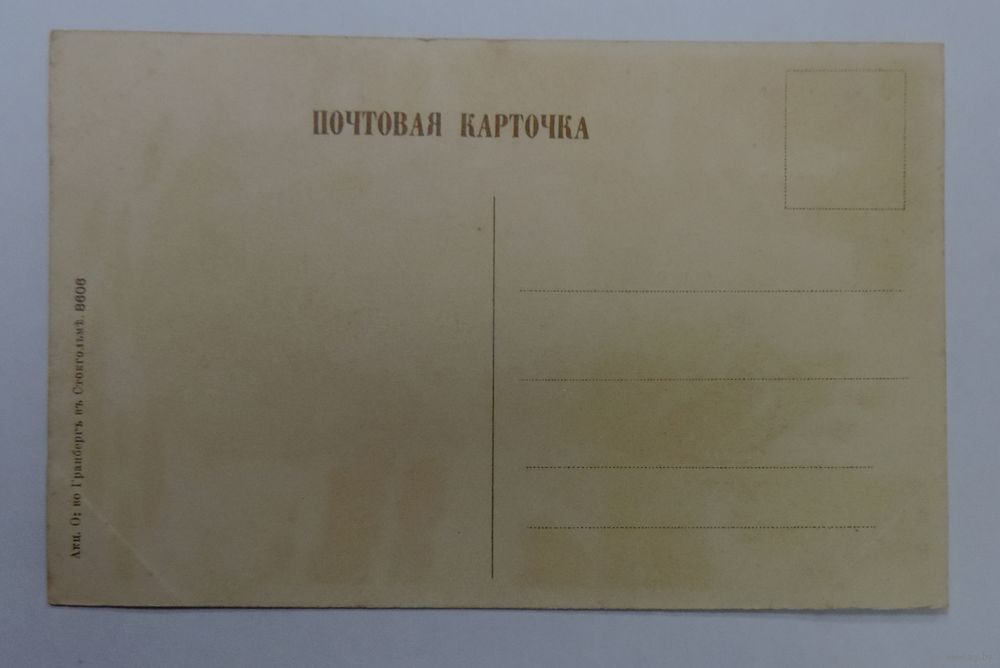 ПОЧТОВАЯ КАРТОЧКА
Акц. О: во Гранбергъ въ Стокгольмѣ. 8606